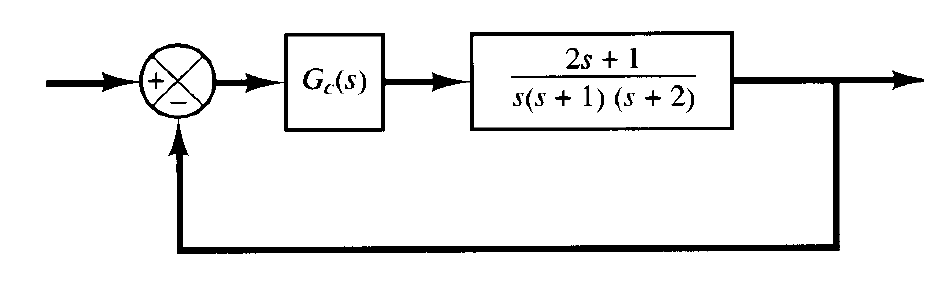 2s + 1
+ G_c(s)
s(s + 1) (s + 2)
−